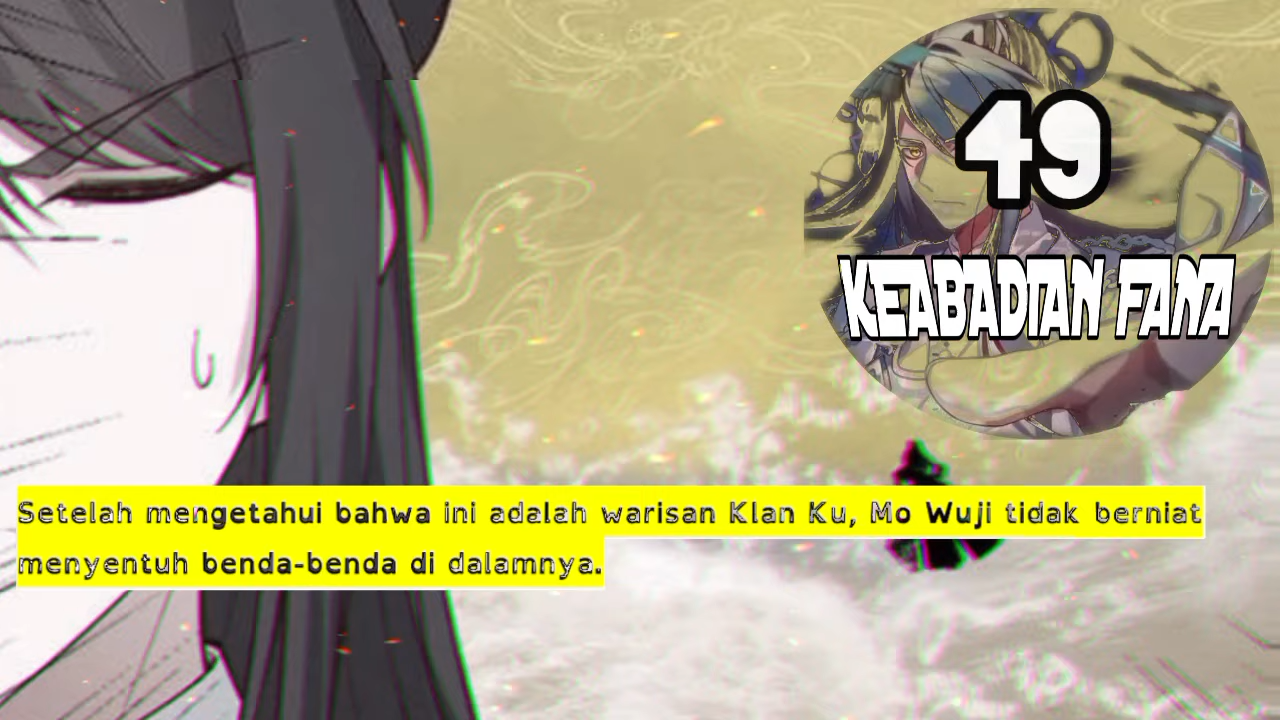 49
KEABADIAN FANA
Setelah mengetahui bahwa ini adalah warisan Klan Ku, Mo Wuji tidak berniat
menyentuh benda-benda di dalamnya.